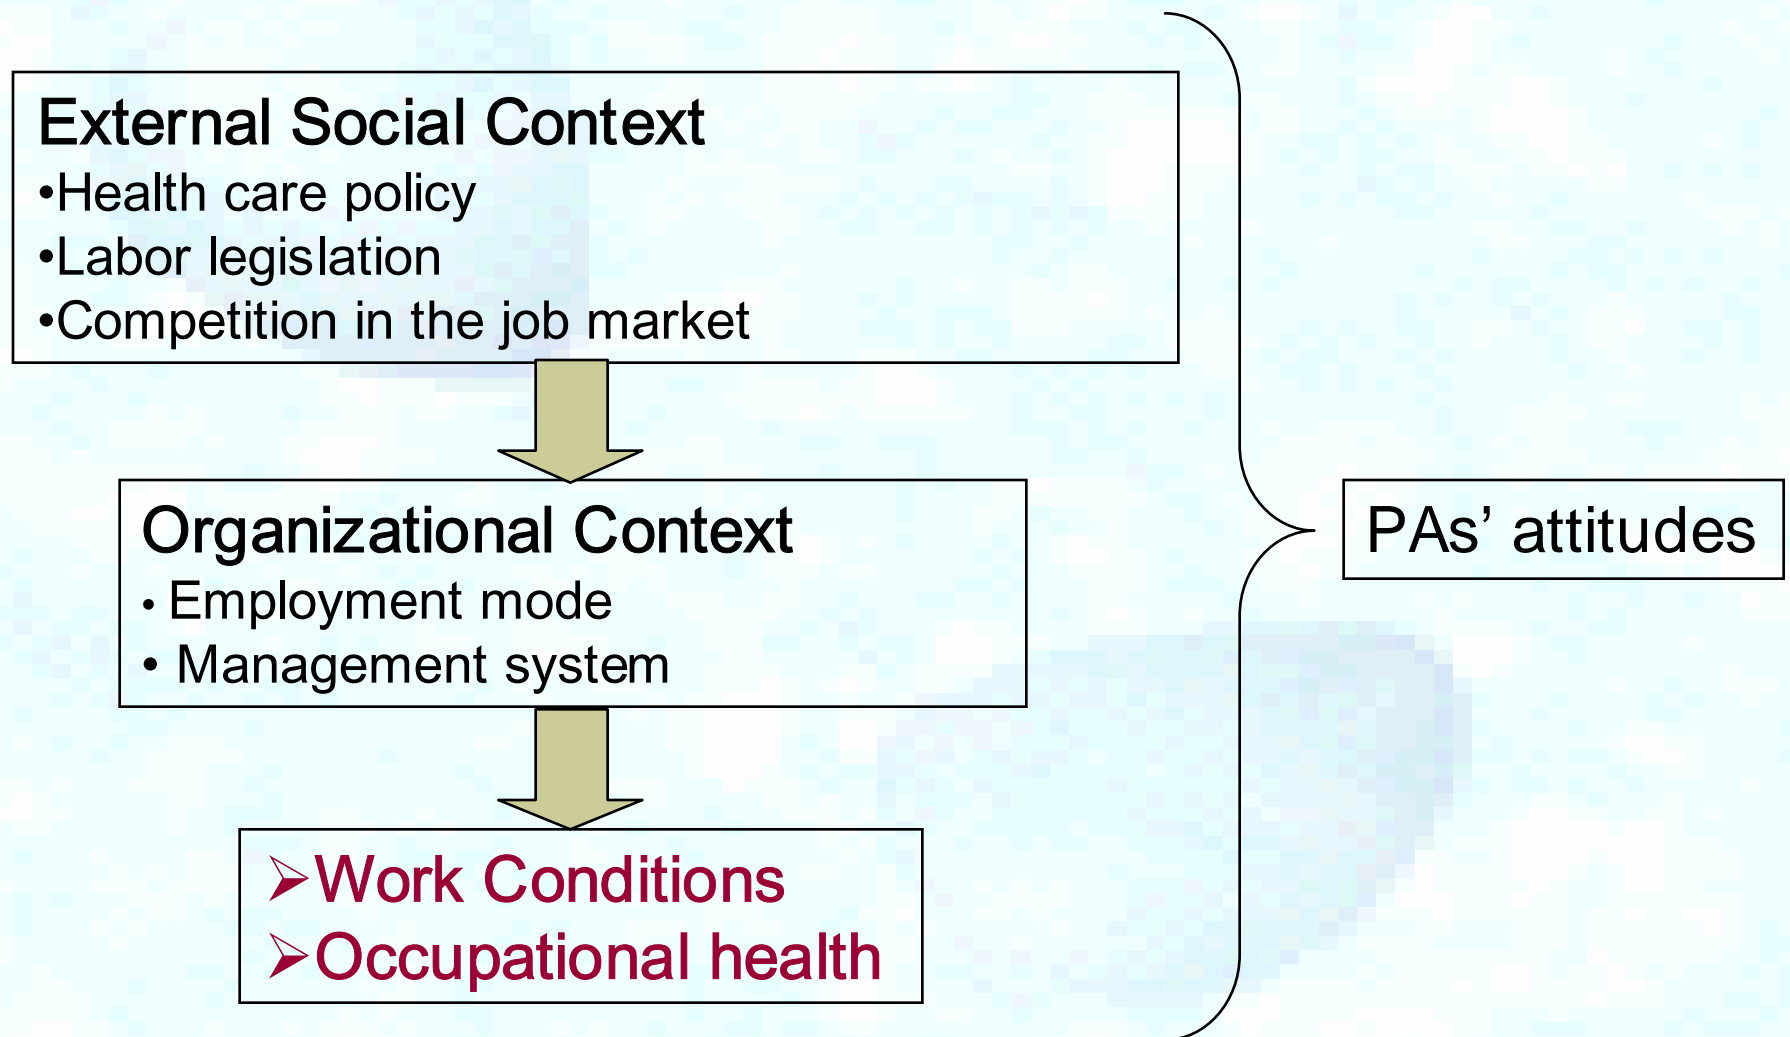 External Social Context
•Health care policy
•Labor legislation
•Competition in the job market
Organizational Context
• Employment mode
• Management system
➢Work Conditions
➢Occupational health
PAs’ attitudes